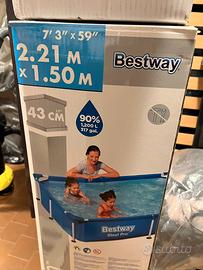 7' 3" x 59"
2.21 M
x 1.50 M
Bestway
43 CM
90%
1,200 L
317 gal.
Bestway
Steel Pro
Subito